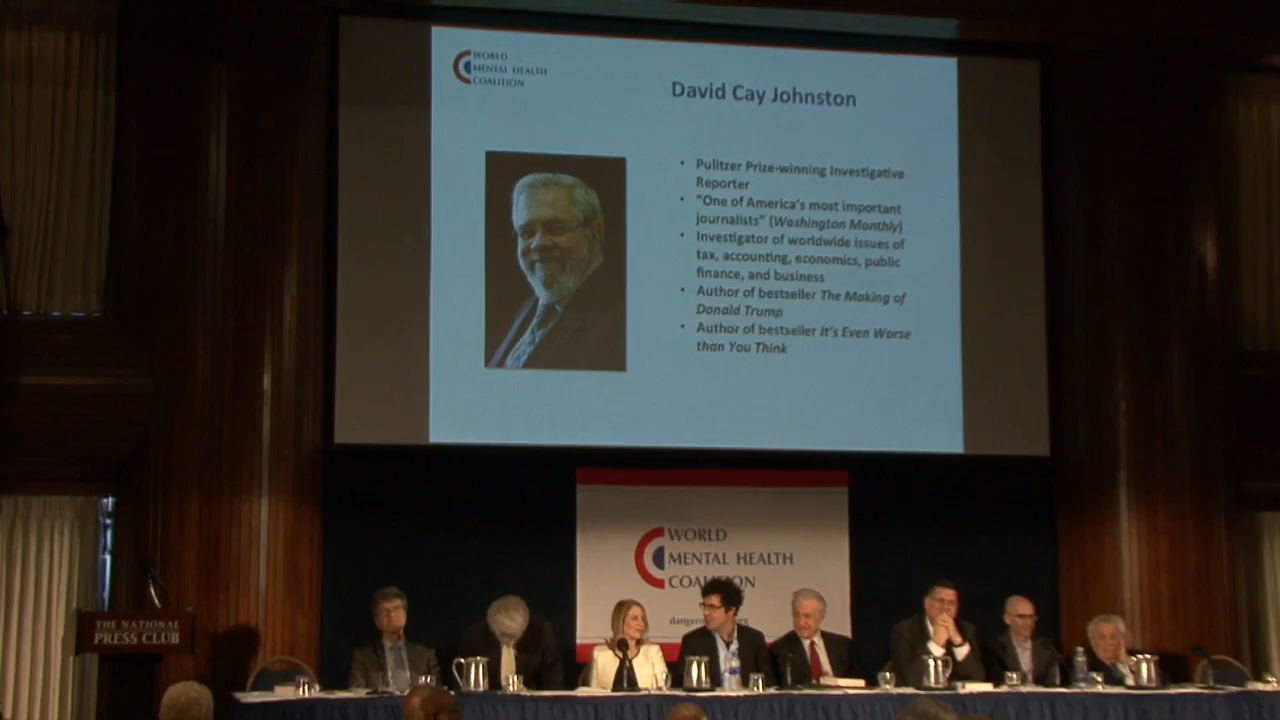 WORLD
MENTAL HEALTH
COALITION
David Cay Johnston
• Pulitzer Prize-winning Investigative
Reporter
• “One of America’s most important
journalists” (Washington Monthly)
• Investigator of worldwide issues of
tax, accounting, economics, public
finance, and business
• Author of bestseller The Making of
Donald Trump
• Author of bestseller It’s Even Worse
than You Think
WORLD
MENTAL HEALTH
COALITION
THE NATIONAL
PRESS CLUB